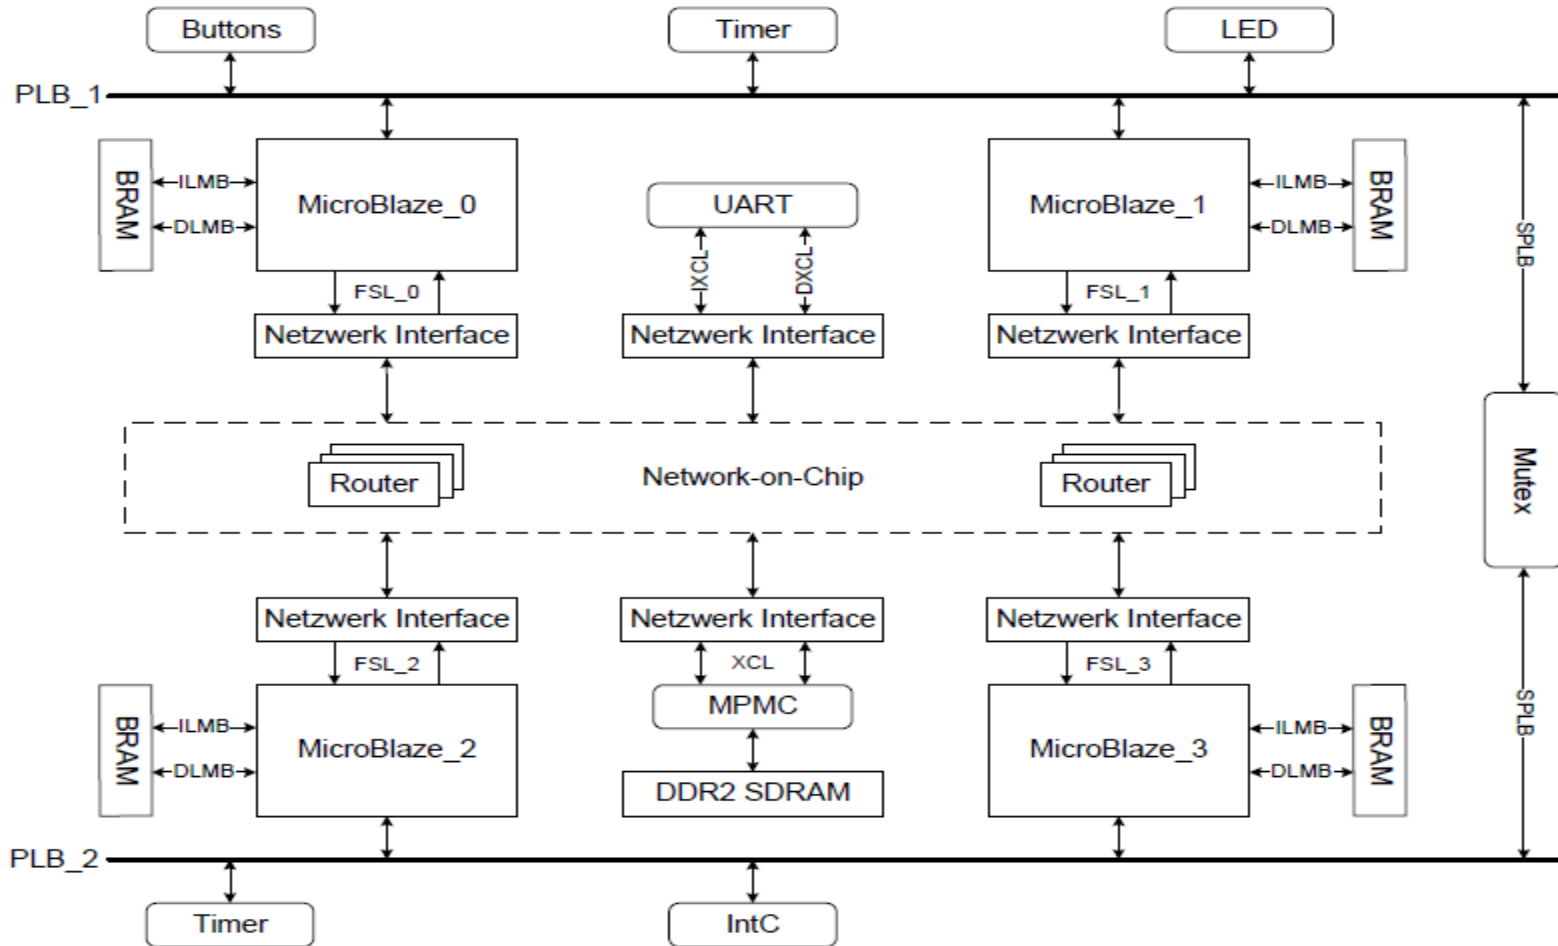 Buttons
Timer
LED
PLB_1
BRAM
ILMB
DLMB
MicroBlaze_0
UART
MicroBlaze_1
ILMB
DLMB
BRAM
SPLB
FSL_0
IXCL
DXCL
FSL_1
Netzwerk Interface
Netzwerk Interface
Netzwerk Interface
Router
Network-on-Chip
Router
Mutex
Netzwerk Interface
Netzwerk Interface
Netzwerk Interface
FSL_2
XCL
FSL_3
BRAM
ILMB
DLMB
MicroBlaze_2
MPMC
DDR2 SDRAM
MicroBlaze_3
ILMB
DLMB
BRAM
SPLB
PLB_2
Timer
IntC